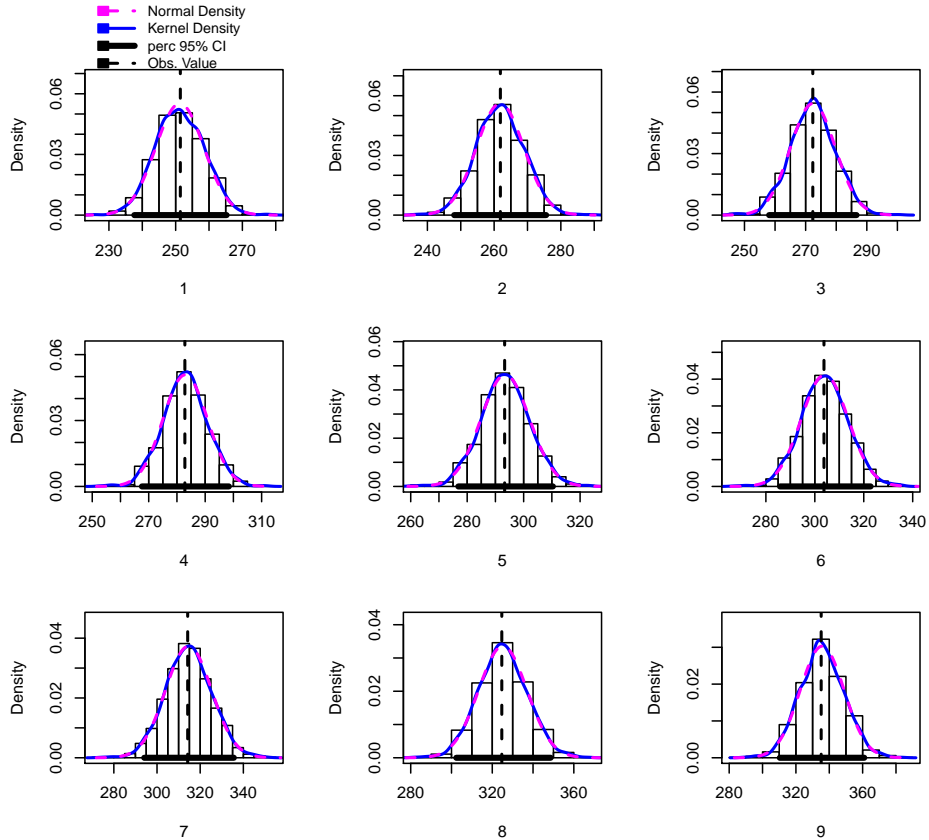 Normal Density
Kernel Density
perc 95% CI
Obs. Value
Density
0.00 0.03 0.06
230 250 270
1
Density
0.00 0.03 0.06
240 260 280
2
Density
0.00 0.03 0.06
250 270 290
3
Density
0.00 0.03 0.06
250 270 290 310
4
Density
0.00 0.02 0.04 0.06
260 280 300 320
5
Density
0.00 0.02 0.04
280 300 320 340
6
Density
0.00 0.02 0.04
280 300 320 340
7
Density
0.00 0.02 0.04
280 320 360
8
Density
0.00 0.02
280 320 360
9